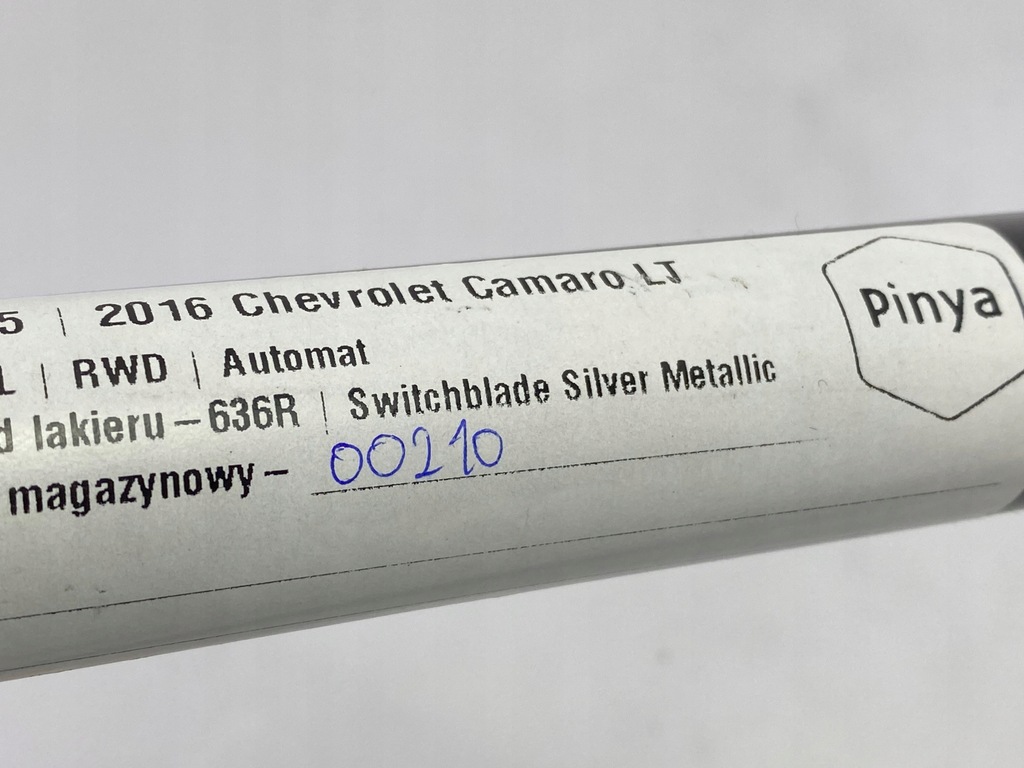 5 | 2016 Chevrolet Camaro LT
L | RWD | Automat
d lakieru – 636R | Switchblade Silver Metallic
magazynowy – 00210
Pinya